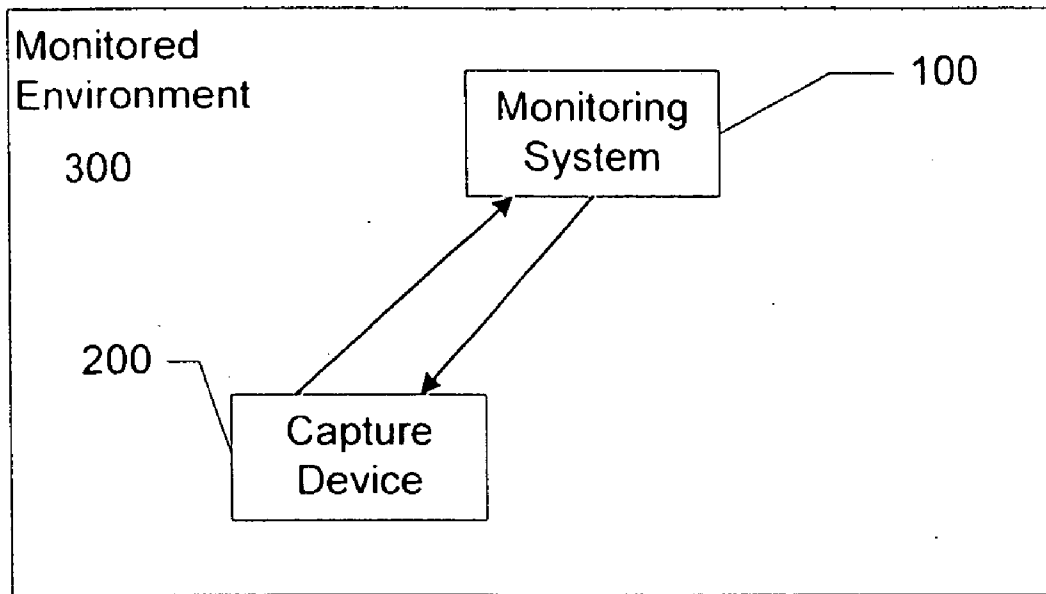 Monitored
Environment
300
Monitoring
System
100
200
Capture
Device